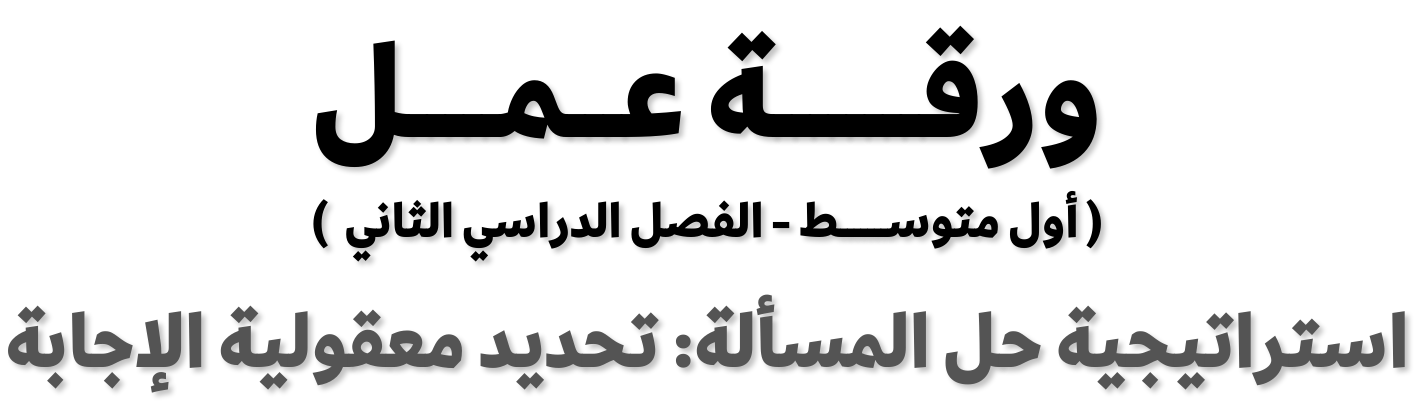 ورقة عمل
( أول متوسط - الفصل الدراسي الثاني )
استراتيجية حل المسألة: تحديد معقولية الإجابة